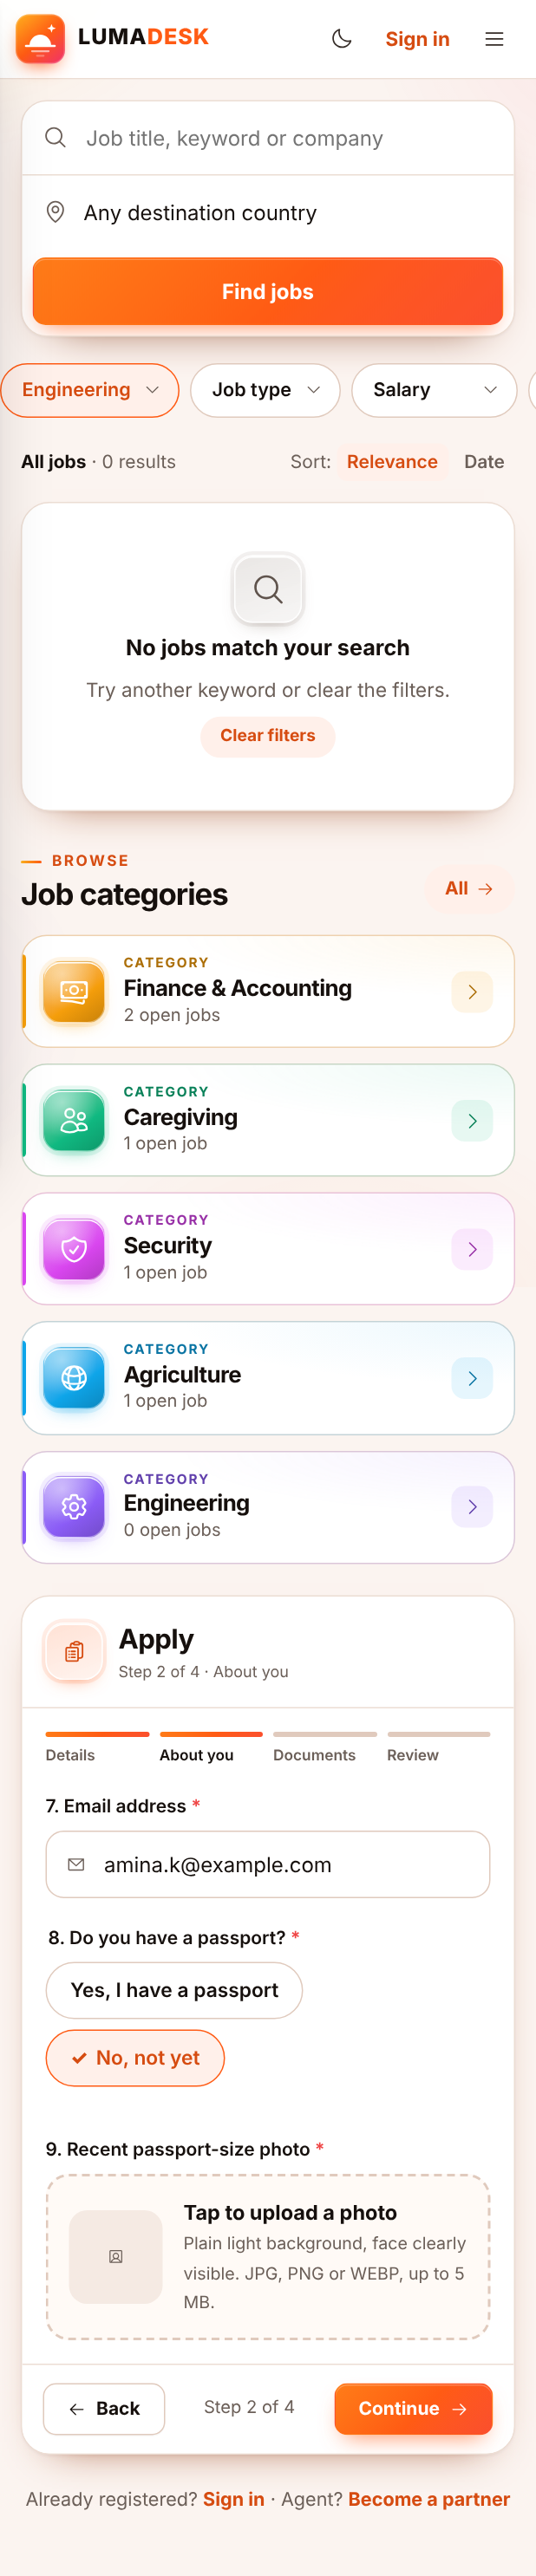 LUMADESK
Sign in
Job title, keyword or company
Any destination country
Find jobs
Engineering
Job type
Salary
All jobs · 0 results
Sort: Relevance Date
No jobs match your search
Try another keyword or clear the filters.
Clear filters
BROWSE
Job categories
All →
CATEGORY
Finance & Accounting
2 open jobs
CATEGORY
Caregiving
1 open job
CATEGORY
Security
1 open job
CATEGORY
Agriculture
1 open job
CATEGORY
Engineering
0 open jobs
Apply
Step 2 of 4 · About you
Details About you Documents Review
7. Email address *
amina.k@example.com
8. Do you have a passport? *
Yes, I have a passport
✓ No, not yet
9. Recent passport-size photo *
Tap to upload a photo
Plain light background, face clearly
visible. JPG, PNG or WEBP, up to 5
MB.
← Back
Step 2 of 4
Continue →
Already registered? Sign in · Agent? Become a partner